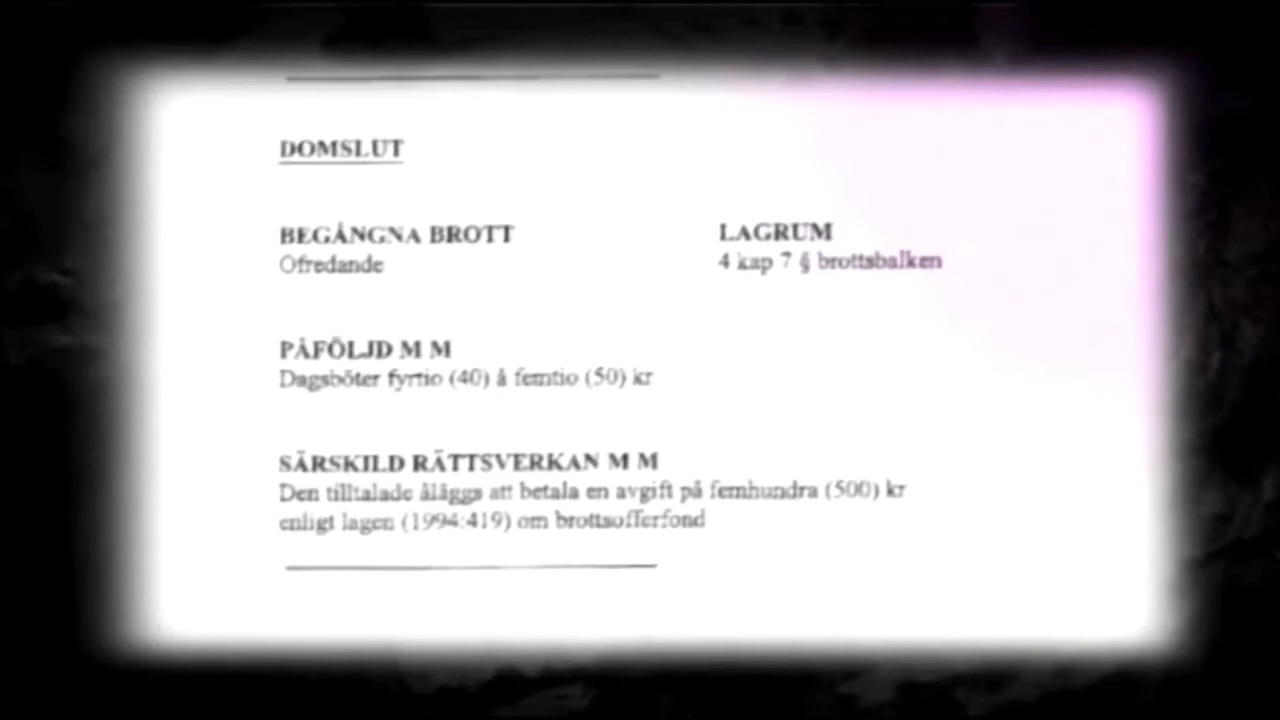 DOMSLUT
BEGÅNGNA BROTT
Ofredande
LAGRUM
4 kap 7 § brottsbalken
PÅFÖLJD M M
Dagsböter fyrtio (40) å femtio (50) kr
SÄRSKILD RÄTTSVERKAN M M
Den tilltalade åläggs att betala en avgift på femhundra (500) kr
enligt lagen (1994:419) om brottsofferfond